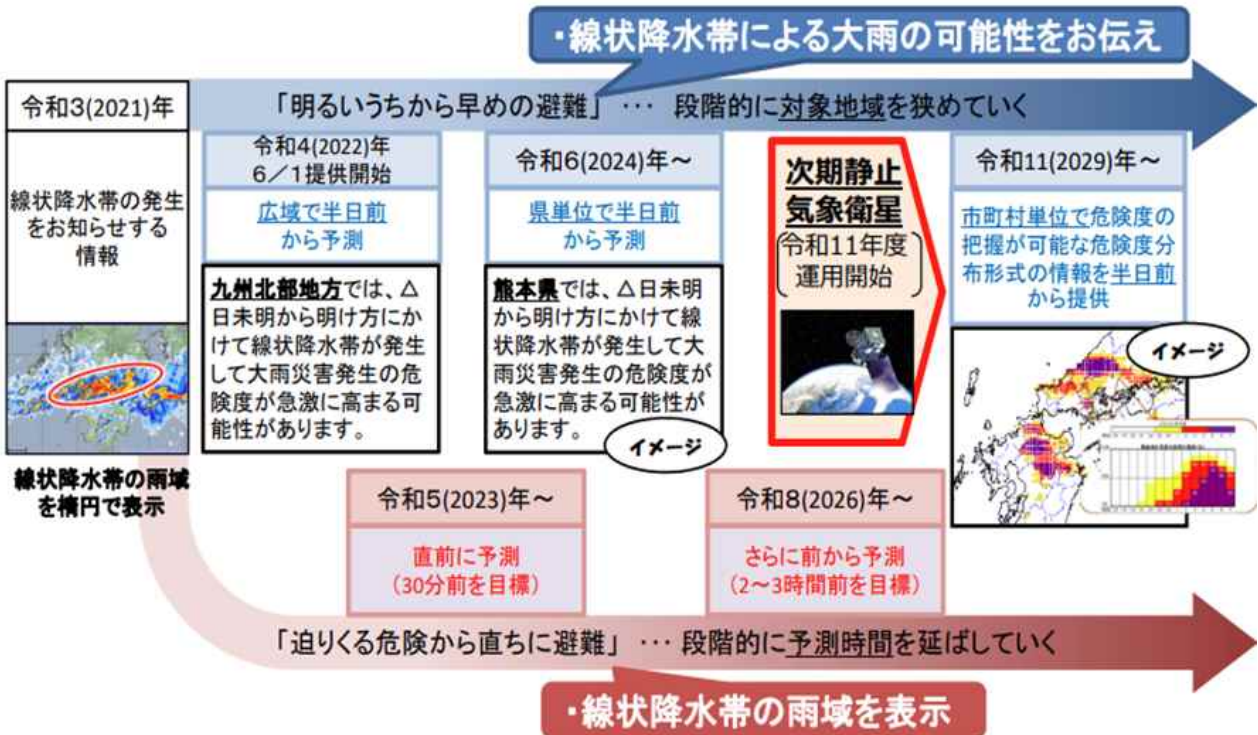 ・線状降水帯による大雨の可能性をお伝え
令和3(2021)年
「明るいうちから早めの避難」 ・・・ 段階的に対象地域を狭めていく
線状降水帯の発生
をお知らせする
情報
線状降水帯の雨域
を楕円で表示
令和4(2022)年
6/1提供開始
広域で半日前
から予測
九州北部地方では、△
日未明から明け方にか
けて線状降水帯が発生
して大雨災害発生の危
険度が急激に高まる可
能性があります。
令和6(2024)年～
県単位で半日前
から予測
熊本県では、△日未明
から明け方にかけて線
状降水帯が発生して大
雨災害発生の危険度が
急激に高まる可能性が
あります。
イメージ
次期静止
気象衛星
令和11年度
運用開始
令和11(2029)年～
市町村単位で危険度の
把握が可能な危険度分
布形式の情報を半日前
から提供
イメージ
令和5(2023)年～
直前に予測
(30分前を目標)
令和8(2026)年～
さらに前から予測
(2～3時間前を目標)
「迫りくる危険から直ちに避難」 ・・・ 段階的に予測時間を延ばしていく
・線状降水帯の雨域を表示